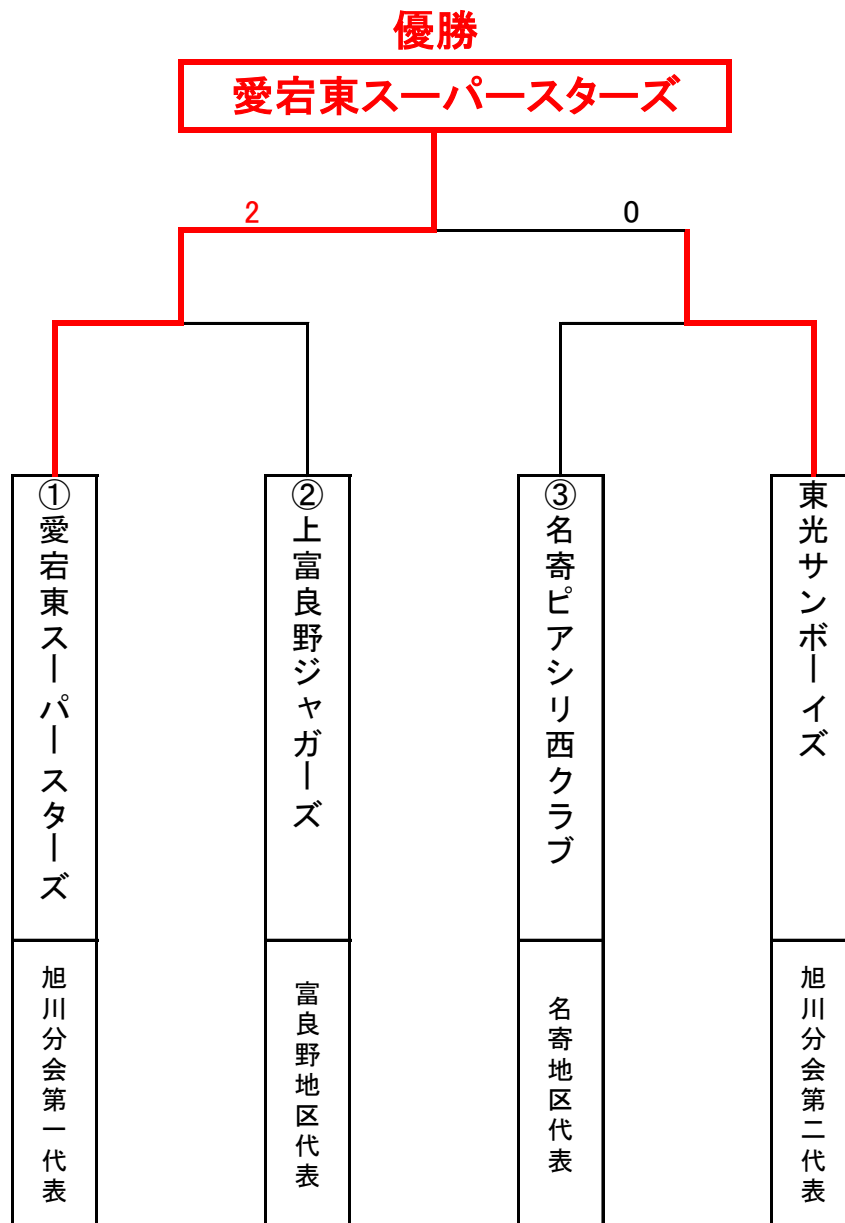 優勝
愛宕東スーパースターズ
2
0
①愛宕東スーパースターズ
②上富良野ジャガーズ
③名寄ピアシリ西クラブ
東光サンボーイズ
旭川分会第一代表
富良野地区代表
名寄地区代表
旭川分会第二代表